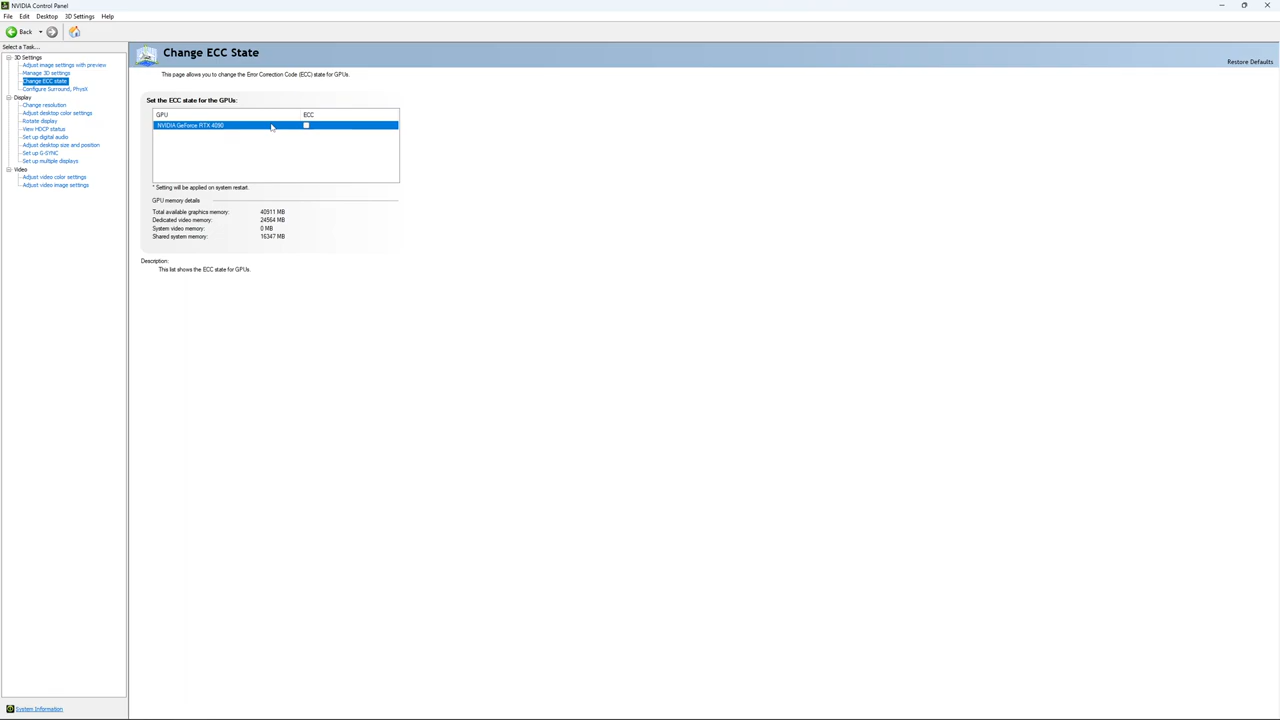 NVIDIA Control Panel
File Edit Desktop 3D Settings Help
Back
Select a Task...
3D Settings
Adjust image settings with preview
Manage 3D settings
Change ECC state
Configure Surround, PhysX
Display
Change resolution
Adjust desktop color settings
Rotate display
View HDCP status
Set up digital audio
Adjust desktop size and position
Set up G-SYNC
Set up multiple displays
Video
Adjust video color settings
Adjust video image settings
System Information
Change ECC State
Restore Defaults
This page allows you to change the Error Correction Code (ECC) state for GPUs.
Set the ECC state for the GPUs:
GPU ECC
NVIDIA GeForce RTX 4090
* Setting will be applied on system restart.
GPU memory details
Total available graphics memory: 40911 MB
Dedicated video memory: 24564 MB
System video memory: 0 MB
Shared system memory: 16347 MB
Description:
This list shows the ECC state for GPUs.